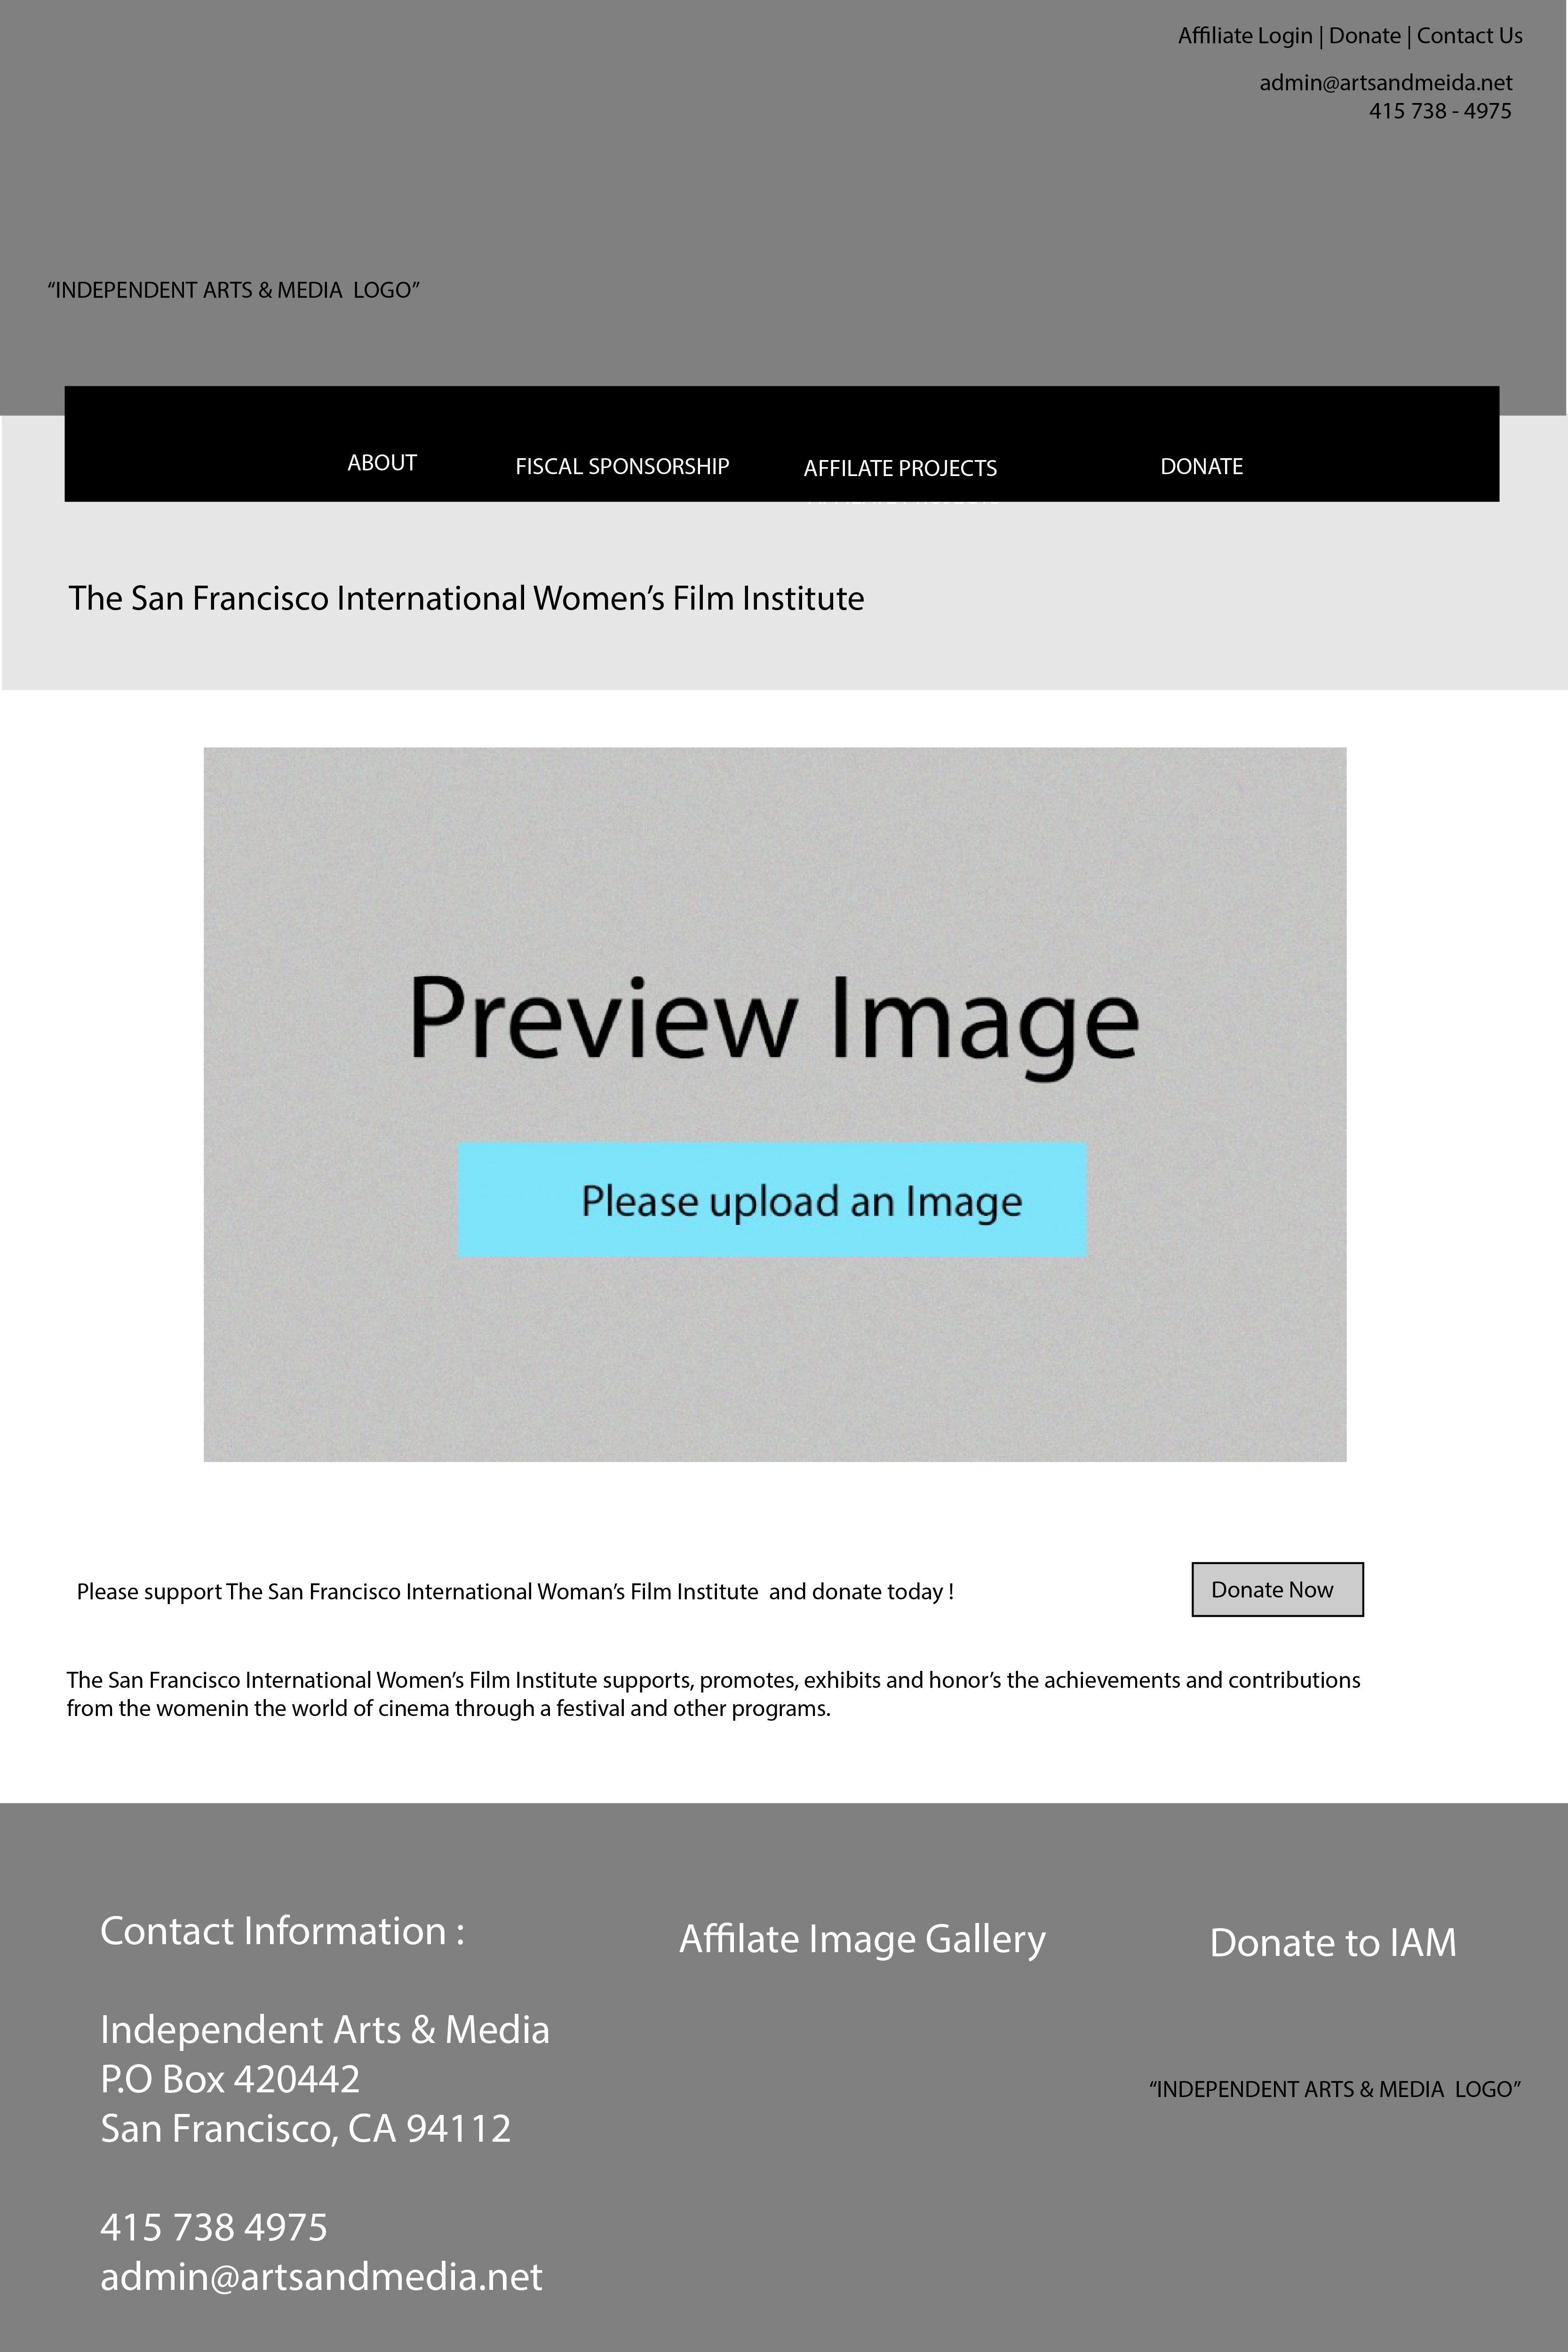 Affiliate Login | Donate | Contact Us
admin@artsandmeida.net
415 738 - 4975
“INDEPENDENT ARTS & MEDIA  LOGO”
ABOUT FISCAL SPONSORSHIP AFFILATE PROJECTS DONATE
The San Francisco International Women’s Film Institute
Preview Image
Please upload an Image
Please support The San Francisco International Woman’s Film Institute  and donate today !
Donate Now
The San Francisco International Women’s Film Institute supports, promotes, exhibits and honor’s the achievements and contributions
from the womenin the world of cinema through a festival and other programs.
Contact Information :
Independent Arts & Media
P.O Box 420442
San Francisco, CA 94112
415 738 4975
admin@artsandmedia.net
Affilate Image Gallery
Donate to IAM
“INDEPENDENT ARTS & MEDIA  LOGO”